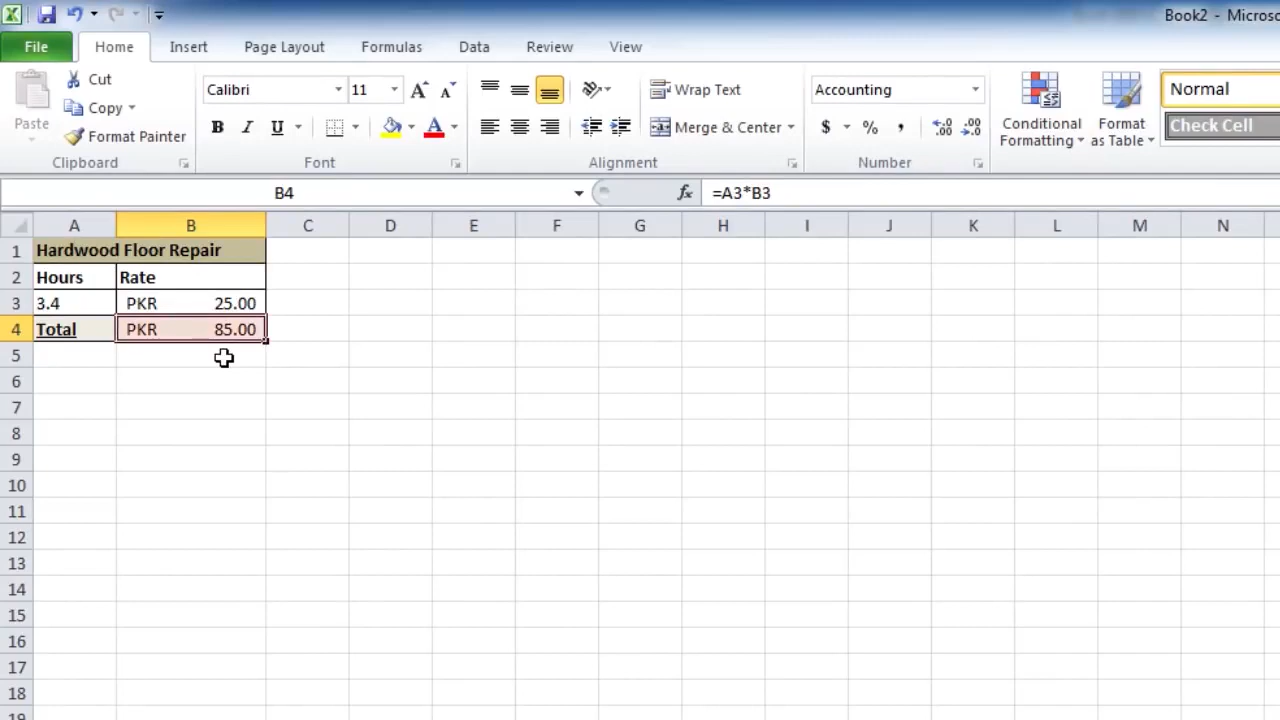 Book2 - Microso
File Home Insert Page Layout Formulas Data Review View
Paste
Cut
Copy
Format Painter
Clipboard
Calibri 11
B I U
Font
Wrap Text
Merge & Center
Alignment
Accounting
$ % ,
Number
Conditional
Formatting
Format
as Table
Normal
Check Cell
B4 fx =A3*B3
A B C D E F G H I J K L M N
1 Hardwood Floor Repair
2 Hours Rate
3 3.4 PKR 25.00
4 Total PKR 85.00
5
6
7
8
9
10
11
12
13
14
15
16
17
18
19